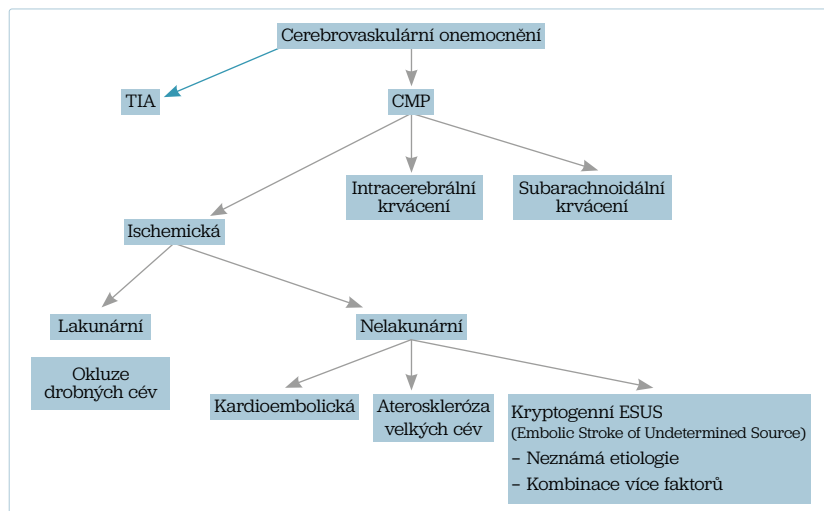 Cerebrovaskulární onemocnění
TIA
CMP
Intracerebrální
krvácení
Subarachnoidální
krvácení
Ischemická
Lakunární
Nelakunární
Okluze
drobných cév
Kardioembolická
Ateroskleróza
velkých cév
Kryptogenní ESUS
(Embolic Stroke of Undetermined Source)
– Neznámá etiologie
– Kombinace více faktorů